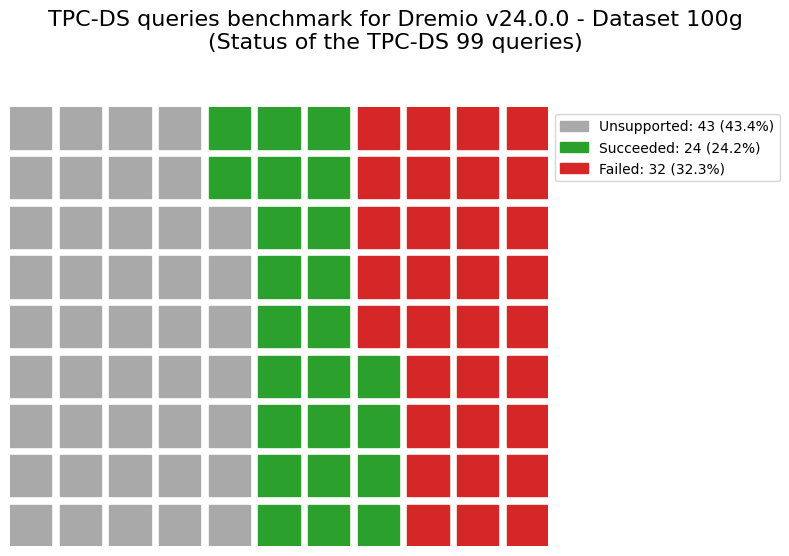 TPC-DS queries benchmark for Dremio v24.0.0 - Dataset 100g
(Status of the TPC-DS 99 queries)
Unsupported: 43 (43.4%)
Succeeded: 24 (24.2%)
Failed: 32 (32.3%)